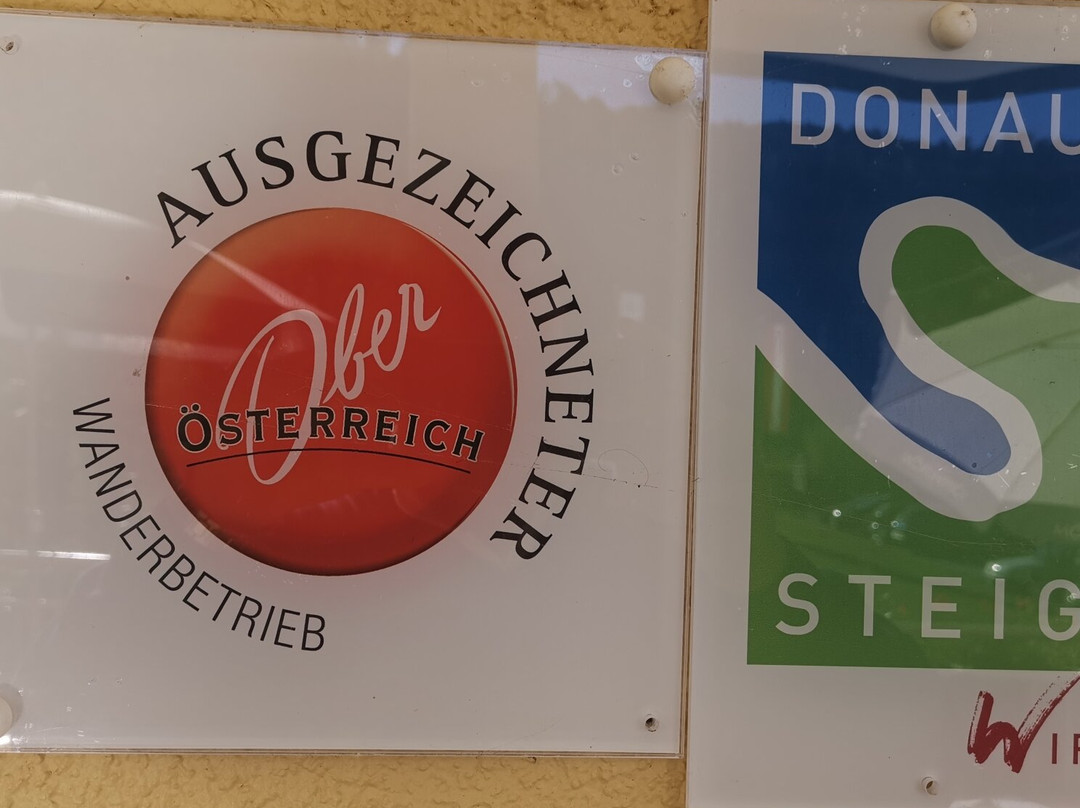 AUSGEZEICHNETER
Ober
ÖSTERREICH
WANDERBETRIEB
DONAU
STEIG